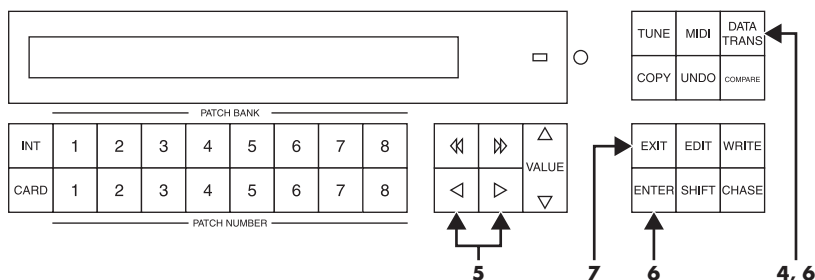 TUNE MIDI DATA TRANS
COPY UNDO COMPARE
PATCH BANK
INT 1 2 3 4 5 6 7 8
CARD 1 2 3 4 5 6 7 8
PATCH NUMBER
VALUE
EXIT EDIT WRITE
ENTER SHIFT CHASE
5 7 6 4, 6